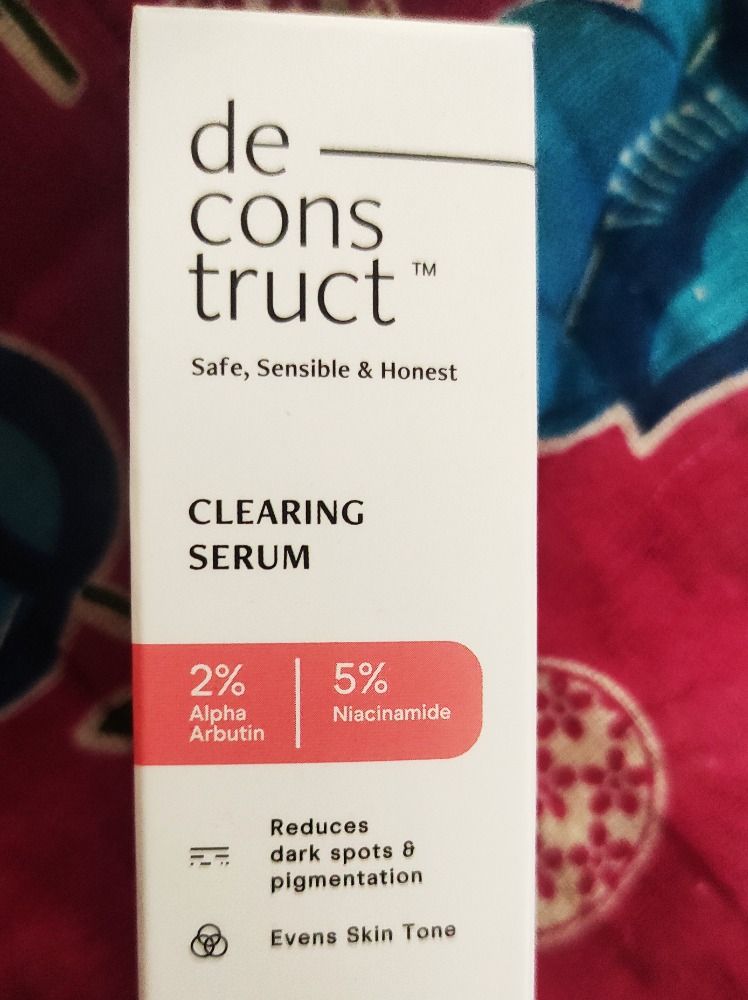 de
cons
truct™
Safe, Sensible & Honest
CLEARING
SERUM
2%
Alpha
Arbutin
5%
Niacinamide
Reduces
dark spots &
pigmentation
Evens Skin Tone